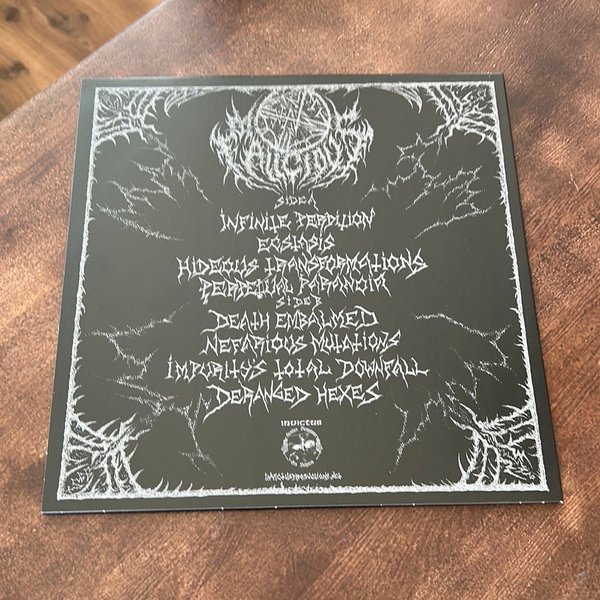 MALICIOUS
SIDE A
INFINITE PERDITION
ECSTASIS
HIDEOUS TRANSFORMATIONS
PERPETUAL PARANOIA
SIDE B
DEATH EMBALMED
NEFARIOUS MUTATIONS
IMPURITY'S TOTAL DOWNFALL
DERANGED HEXES
INVICTUS